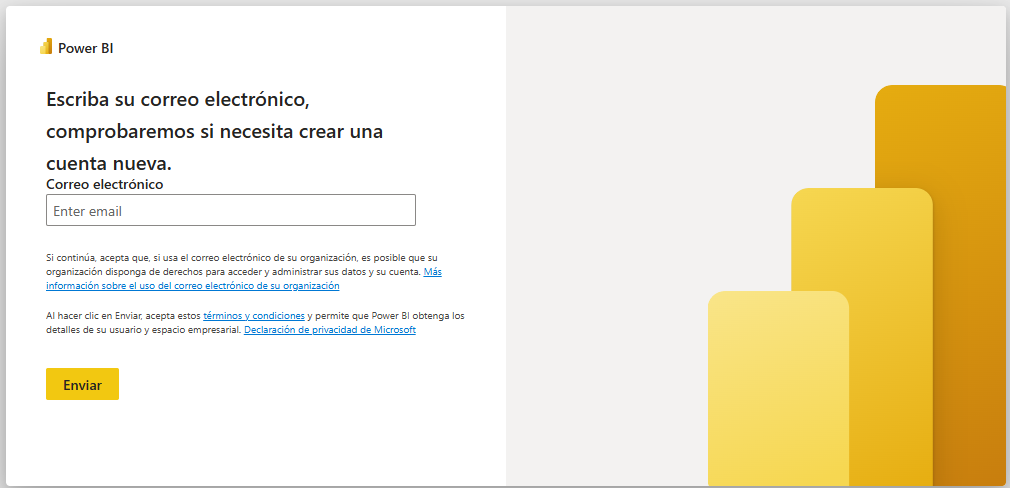 Power BI
Escriba su correo electrónico,
comprobaremos si necesita crear una
cuenta nueva.
Correo electrónico
Enter email
Si continúa, acepta que, si usa el correo electrónico de su organización, es posible que su
organización disponga de derechos para acceder y administrar sus datos y su cuenta. Más
información sobre el uso del correo electrónico de su organización
Al hacer clic en Enviar, acepta estos términos y condiciones y permite que Power BI obtenga los
detalles de su usuario y espacio empresarial. Declaración de privacidad de Microsoft
Enviar